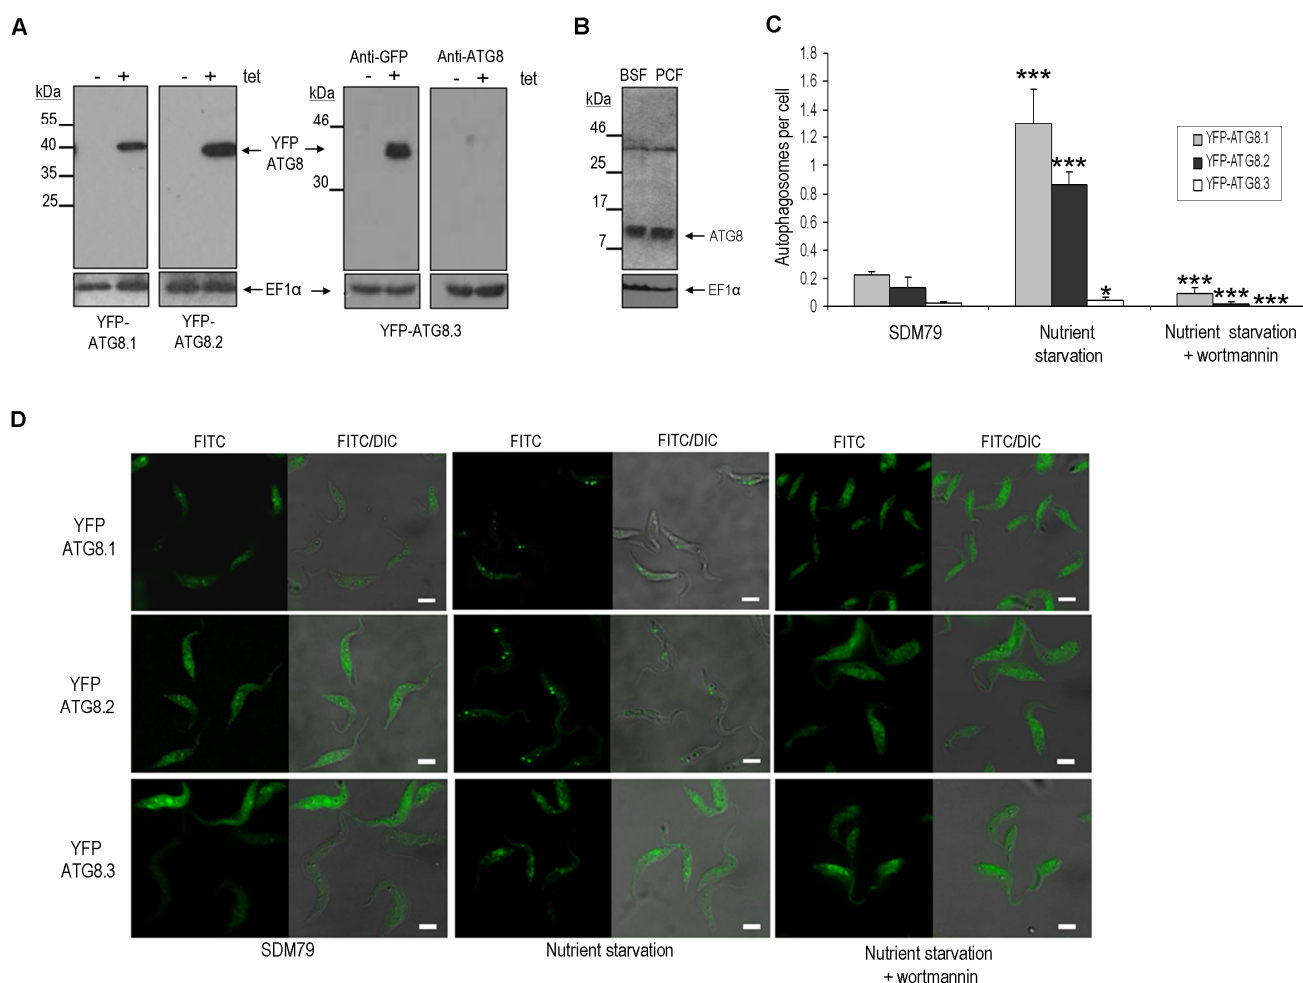 A
B
C
Anti-GFP
Anti-ATG8
- +
- + tet
- +
- + tet
kDa
55
40
35
25
YFP
ATG8
EF1α
YFP-
ATG8.1
YFP-
ATG8.2
kDa
46
30
YFP-ATG8.3
BSF PCF
kDa
46
25
17
7
ATG8
EF1α
Autophagosomes per cell
1.8
1.6
1.4
1.2
1
0.8
0.6
0.4
0.2
0
***
***
*
***
***
***
YFP-ATG8.1
YFP-ATG8.2
YFP-ATG8.3
SDM79
Nutrient
starvation
Nutrient starvation
+ wortmannin
D
FITC FITC/DIC FITC FITC/DIC FITC FITC/DIC
YFP
ATG8.1
YFP
ATG8.2
YFP
ATG8.3
SDM79
Nutrient starvation
Nutrient starvation
+ wortmannin